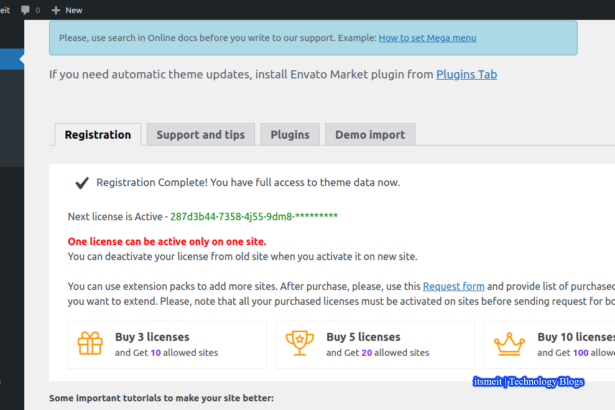 eit 0 New
Please, use search in Online docs before you write to our support. Example: How to set Mega menu
If you need automatic theme updates, install Envato Market plugin from Plugins Tab
Registration Support and tips Plugins Demo import
Registration Complete! You have full access to theme data now.
Next license is Active - 287d3b44-7358-4j55-9dm8-*********
One license can be active only on one site.
You can deactivate your license from old site when you activate it on new site.
You can use extension packs to add more sites. After purchase, please, use this Request form and provide list of purchased
you want to extend. Please, note that all your purchased licenses must be activated on sites before sending request for
Buy 3 licenses Buy 5 licenses Buy 10 licenses
and Get 10 allowed sites and Get 20 allowed sites and Get 100 allowed
itsmeit | Technology Blogs
Some important tutorials to make your site better: